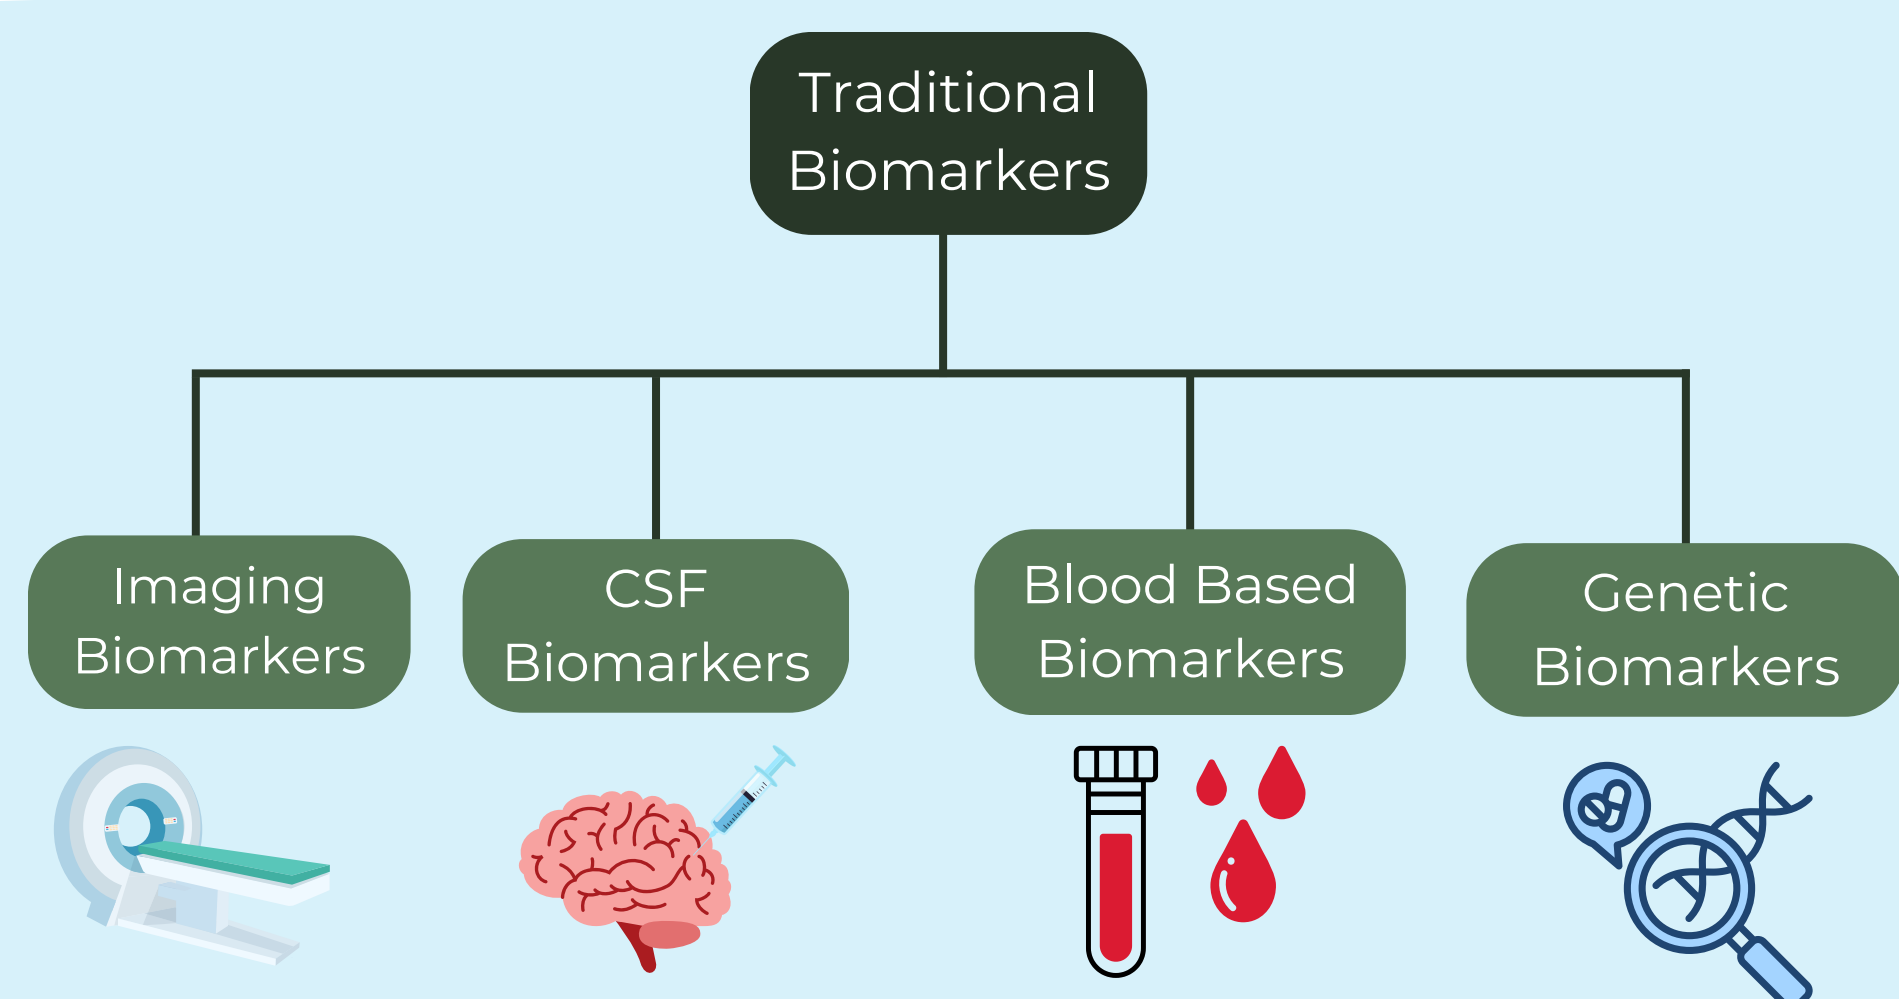 Traditional
Biomarkers
Imaging
Biomarkers
CSF
Biomarkers
Blood Based
Biomarkers
Genetic
Biomarkers